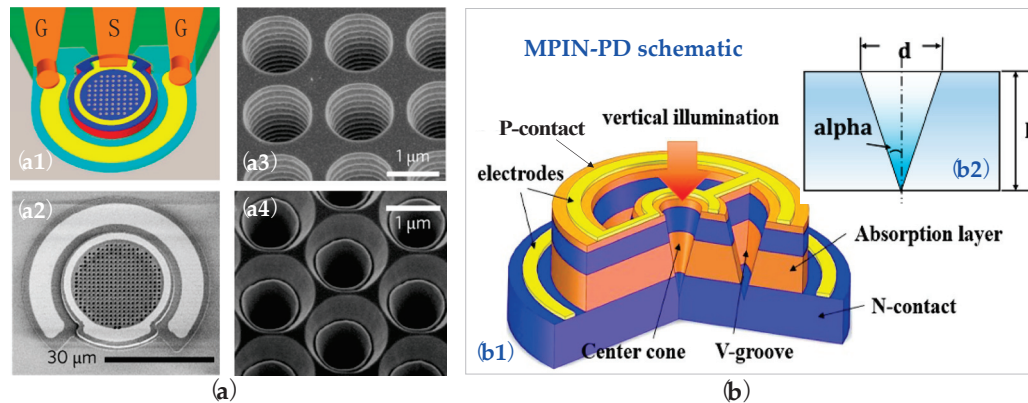 G S G
(a1)
(a3)
1 μm
(a2)
30 μm
(a4)
1 μm
(a)
MPIN-PD schematic
vertical illumination
P-contact
electrodes
Absorption layer
N-contact
Center cone
V-groove
(b1)
d
alpha
(b2)
(b)